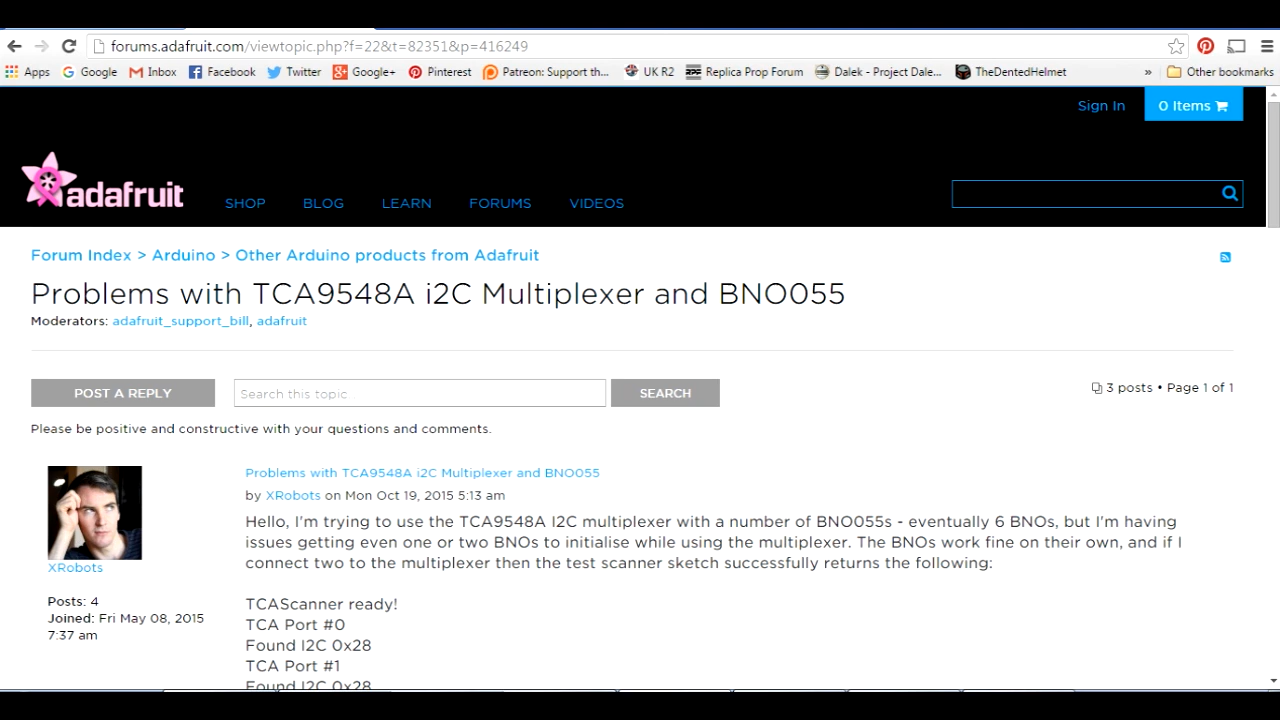 forums.adafruit.com/viewtopic.php?f=22&t=82351&p=416249
Apps Google Inbox Facebook Twitter Google+ Pinterest Patreon: Support th... UK R2 Replica Prop Forum Dalek - Project Dale... TheDentedHelmet » Other bookmarks
Sign In 0 Items
adafruit SHOP BLOG LEARN FORUMS VIDEOS
Forum Index > Arduino > Other Arduino products from Adafruit
Problems with TCA9548A i2C Multiplexer and BNO055
Moderators: adafruit_support_bill, adafruit
POST A REPLY Search this topic SEARCH 3 posts • Page 1 of 1
Please be positive and constructive with your questions and comments.
Problems with TCA9548A i2C Multiplexer and BNO055
by XRobots on Mon Oct 19, 2015 5:13 am
Hello, I'm trying to use the TCA9548A I2C multiplexer with a number of BNO055s - eventually 6 BNOs, but I'm having
issues getting even one or two BNOs to initialise while using the multiplexer. The BNOs work fine on their own, and if I
connect two to the multiplexer then the test scanner sketch successfully returns the following:
XRobots
Posts: 4
Joined: Fri May 08, 2015
7:37 am
TCAScanner ready!
TCA Port #0
Found I2C 0x28
TCA Port #1
Found I2C 0x28